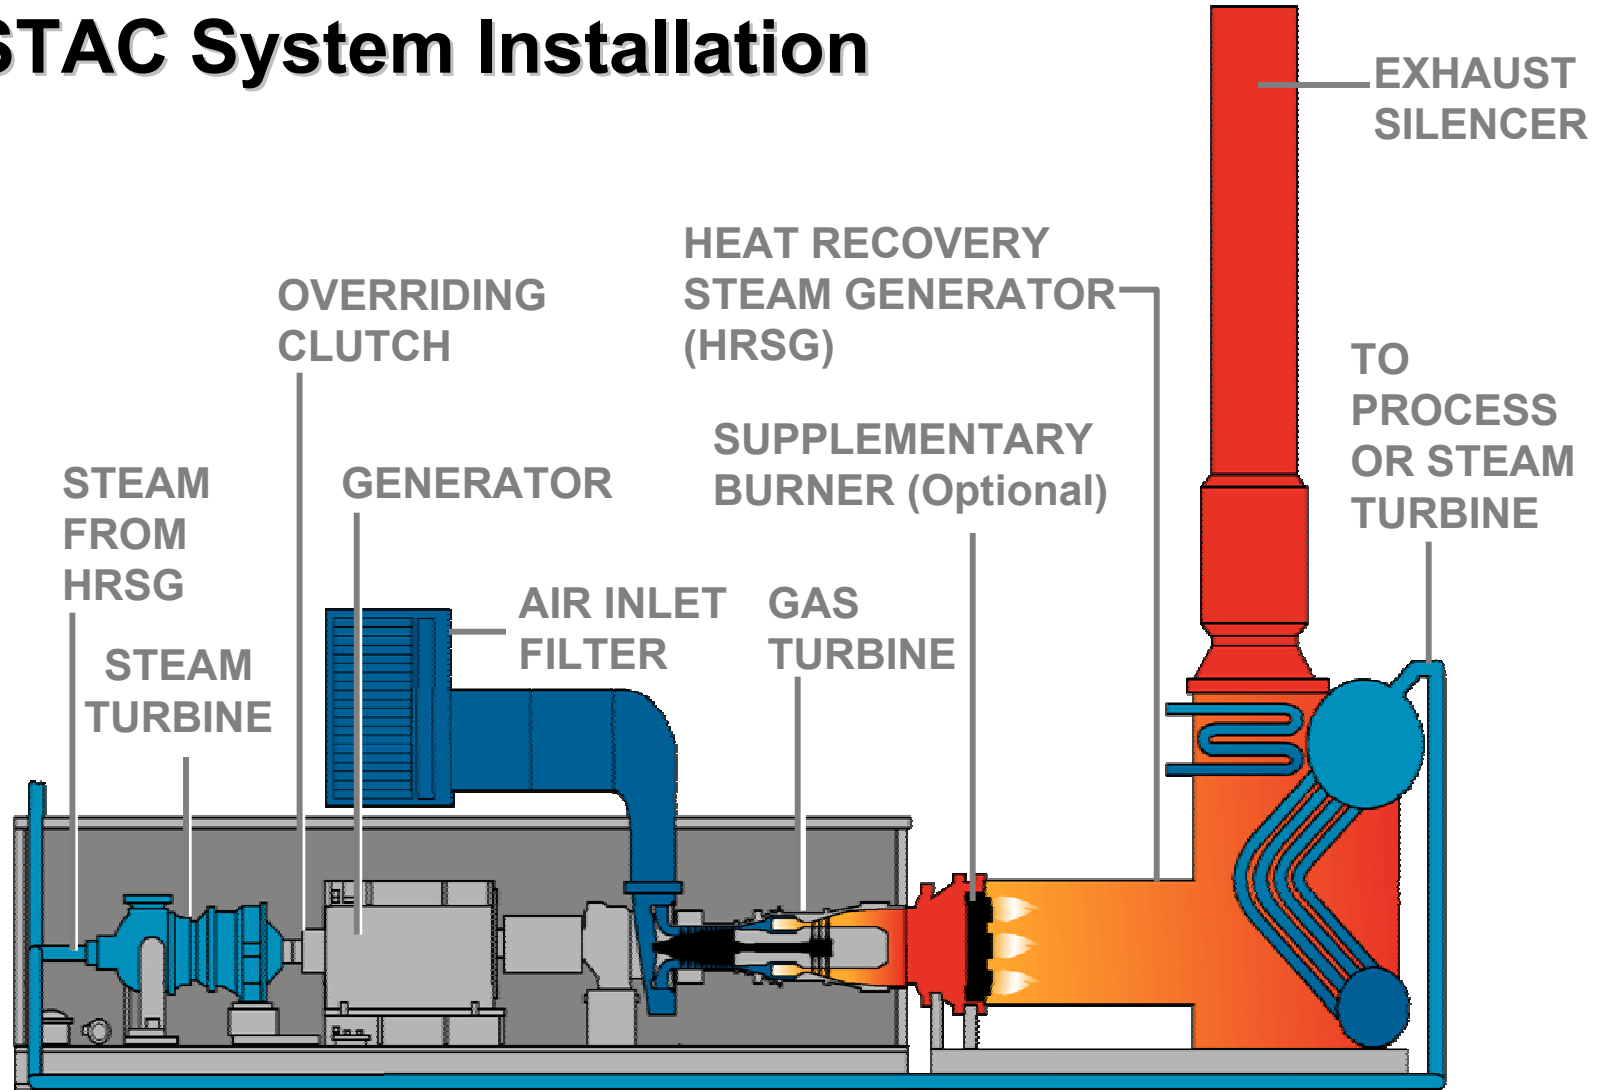 STAC System Installation
EXHAUST
SILENCER
HEAT RECOVERY
STEAM GENERATOR
(HRSG)
OVERRIDING
CLUTCH
TO
PROCESS
OR STEAM
TURBINE
SUPPLEMENTARY
BURNER (Optional)
STEAM
FROM
HRSG
GENERATOR
AIR INLET
FILTER
GAS
TURBINE
STEAM
TURBINE